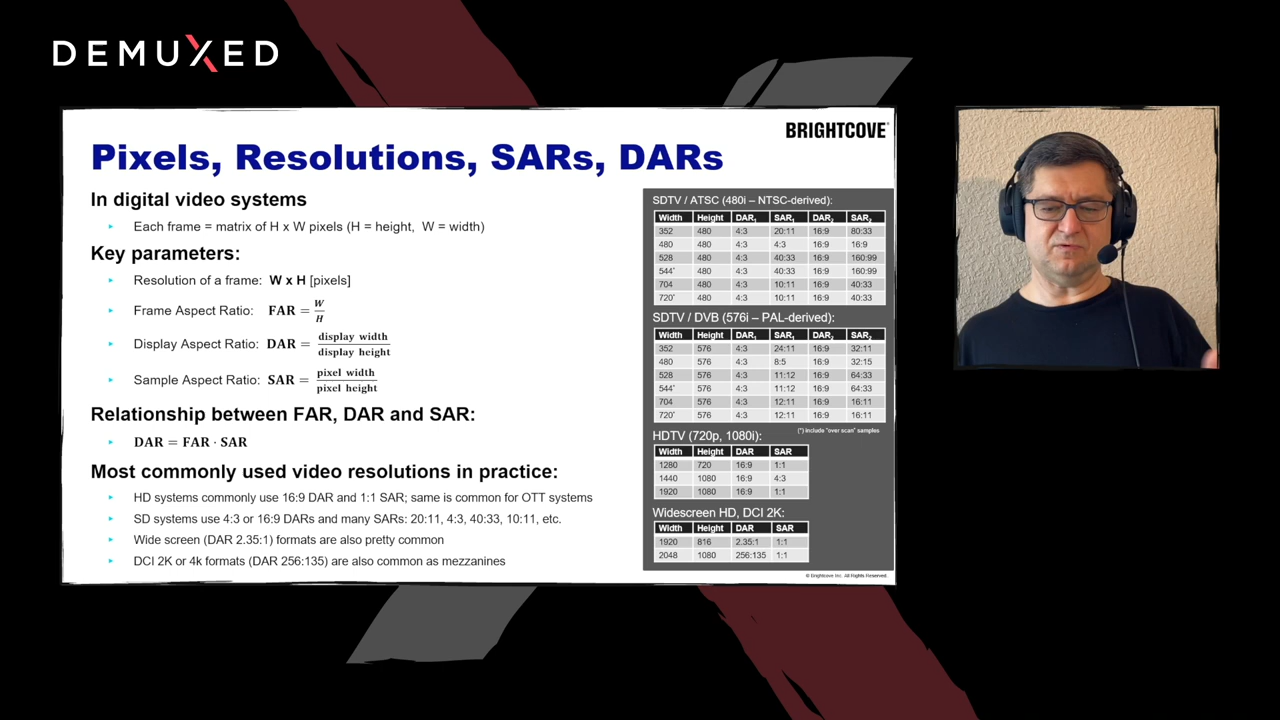 DEMUXED
BRIGHTCOVE
Pixels, Resolutions, SARs, DARs
In digital video systems
Each frame = matrix of H x W pixels (H = height, W = width)
Key parameters:
Resolution of a frame: W x H [pixels]
Frame Aspect Ratio: FAR = W/H
Display Aspect Ratio: DAR = display width/display height
Sample Aspect Ratio: SAR = pixel width/pixel height
Relationship between FAR, DAR and SAR:
DAR = FAR · SAR
Most commonly used video resolutions in practice:
HD systems commonly use 16:9 DAR and 1:1 SAR; same is common for OTT systems
SD systems use 4:3 or 16:9 DARs and many SARs: 20:11, 4:3, 40:33, 10:11, etc.
Wide screen (DAR 2.35:1) formats are also pretty common
DCI 2K or 4k formats (DAR 256:135) are also common as mezzanines
SDTV / ATSC (480i – NTSC-derived):
Width Height DAR1 SAR1 DAR2 SAR2
352 480 4:3 20:11 16:9 80:33
480 480 4:3 4:3 16:9 16:9
528 480 4:3 40:33 16:9 160:99
544* 480 4:3 40:33 16:9 160:99
704 480 4:3 10:11 16:9 40:33
720* 480 4:3 10:11 16:9 40:33
SDTV / DVB (576i – PAL-derived):
Width Height DAR1 SAR1 DAR2 SAR2
352 576 4:3 24:11 16:9 32:11
480 576 4:3 8:5 16:9 32:15
528 576 4:3 11:12 16:9 64:33
544* 576 4:3 11:12 16:9 64:33
704 576 4:3 12:11 16:9 16:11
720* 576 4:3 12:11 16:9 16:11
(*) include "over scan" samples
HDTV (720p, 1080i):
Width Height DAR SAR
1280 720 16:9 1:1
1440 1080 16:9 4:3
1920 1080 16:9 1:1
Widescreen HD, DCI 2K:
Width Height DAR SAR
1920 816 2.35:1 1:1
2048 1080 256:135 1:1
© Brightcove Inc. All Rights Reserved.